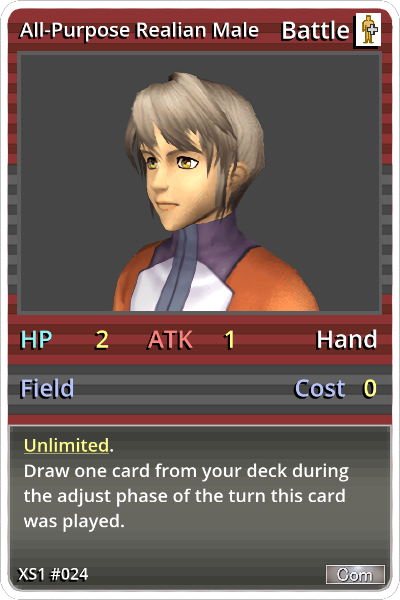 All-Purpose Realian Male Battle
HP 2 ATK 1 Hand
Field Cost 0
Unlimited.
Draw one card from your deck during
the adjust phase of the turn this card
was played.
XS1 #024 Com